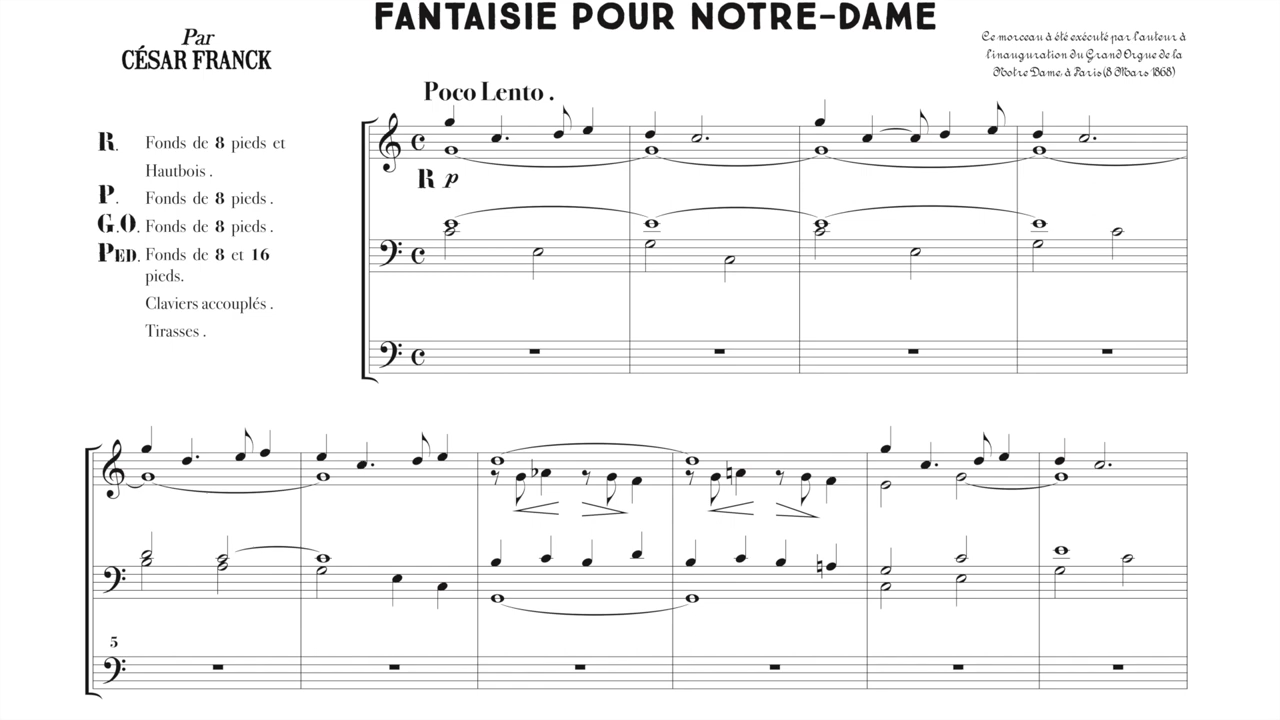 FANTAISIE POUR NOTRE-DAME
Par
CÉSAR FRANCK
Ce morceau à été exécuté par l'auteur à
l'inauguration du Grand Orgue de la
Notre Dame, à Paris (8 Mars 1868)
Poco Lento .
R. Fonds de 8 pieds et
Hautbois .
P. Fonds de 8 pieds .
G.O. Fonds de 8 pieds .
PED. Fonds de 8 et 16
pieds.
Claviers accouplés .
Tirasses .
R p
5